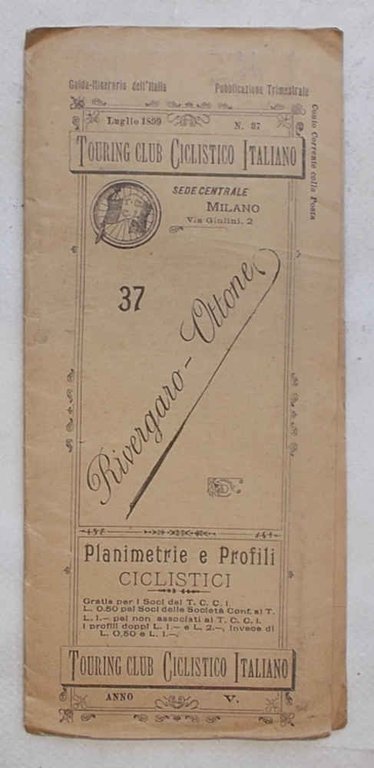 Guida-Itinerario dell'Italia
Pubblicazione Trimestrale
Luglio 1899 N. 37
TOURING CLUB CICLISTICO ITALIANO
Conto Corrente colla Posta
SEDE CENTRALE
MILANO
Via Giulini, 2
37
Rivergaro - Ottone
Planimetrie e Profili
CICLISTICI
Gratis per i Soci del T. C. C. I.
L. 0.50 pei Soci delle Società Conf. al T.
L. 1.— pei non associati al T. C. C. I.
I profili doppi L. 1.— e L. 2.—, invece di
L. 0.50 e L. 1.—.
TOURING CLUB CICLISTICO ITALIANO
ANNO V.